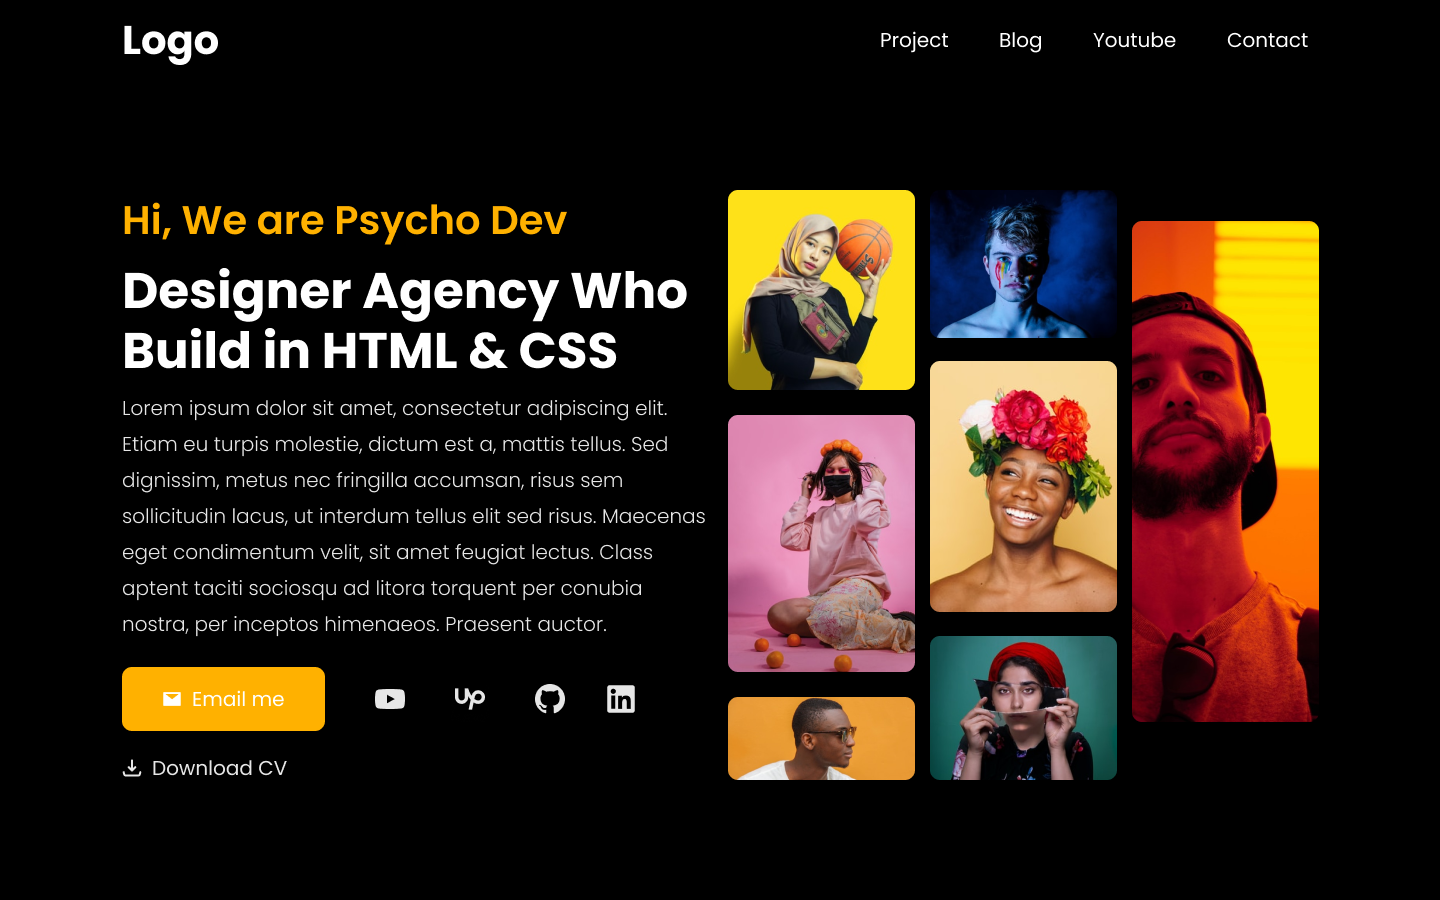 Logo
Project Blog Youtube Contact
Hi, We are Psycho Dev
Designer Agency Who
Build in HTML & CSS
Lorem ipsum dolor sit amet, consectetur adipiscing elit.
Etiam eu turpis molestie, dictum est a, mattis tellus. Sed
dignissim, metus nec fringilla accumsan, risus sem
sollicitudin lacus, ut interdum tellus elit sed risus. Maecenas
eget condimentum velit, sit amet feugiat lectus. Class
aptent taciti sociosqu ad litora torquent per conubia
nostra, per inceptos himenaeos. Praesent auctor.
Email me
Download CV